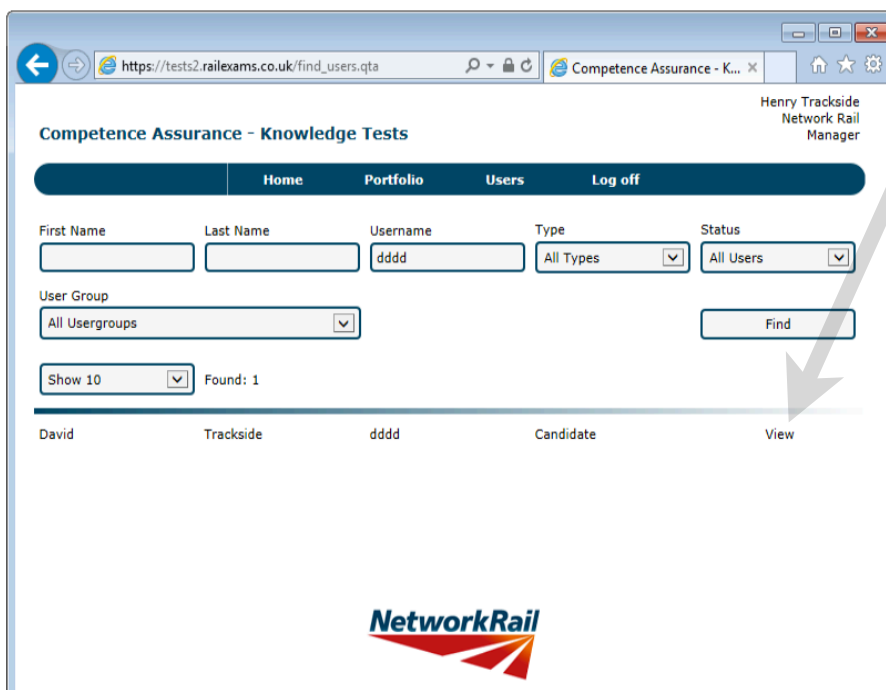 https://tests2.railexams.co.uk/find_users.qta
Competence Assurance - K...
Henry Trackside
Network Rail
Manager
Competence Assurance - Knowledge Tests
Home Portfolio Users Log off
First Name Last Name Username Type Status
dddd All Types All Users
User Group
All Usergroups Find
Show 10 Found: 1
David Trackside dddd Candidate View
NetworkRail